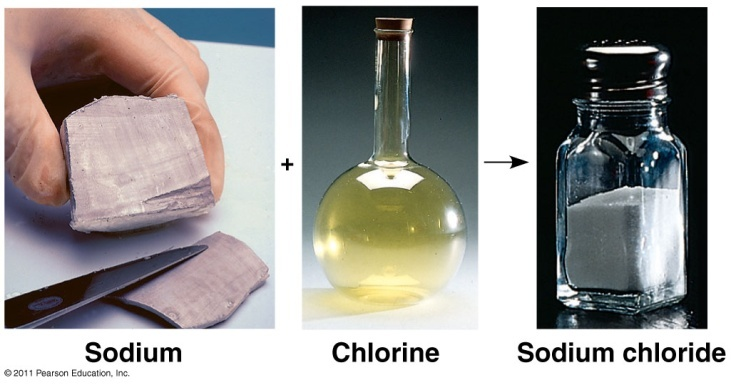 +
Sodium
Chlorine
Sodium chloride
© 2011 Pearson Education, Inc.